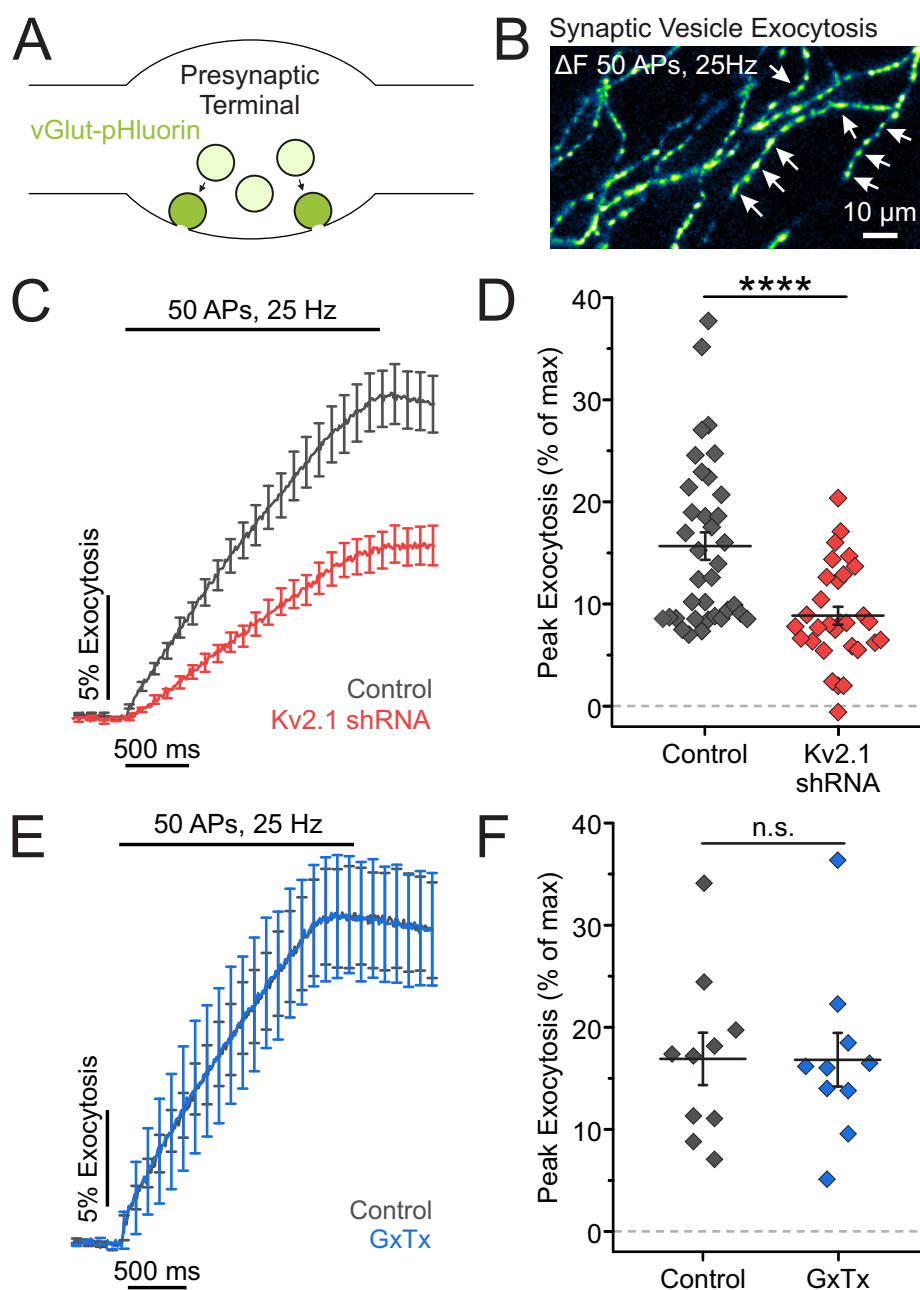 A
Presynaptic
Terminal
vGlut-pHluorin
B
Synaptic Vesicle Exocytosis
ΔF 50 APs, 25Hz
10 µm
C
50 APs, 25 Hz
5% Exocytosis
Control
Kv2.1 shRNA
500 ms
D
****
Peak Exocytosis (% of max)
40
30
20
10
0
Control
Kv2.1
shRNA
E
50 APs, 25 Hz
5% Exocytosis
Control
GxTx
500 ms
F
n.s.
Peak Exocytosis (% of max)
40
30
20
10
0
Control
GxTx